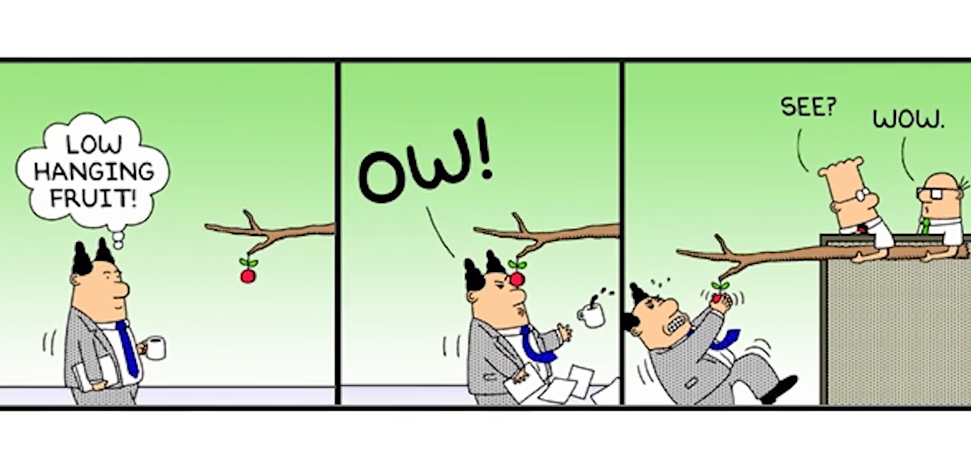 LOW
HANGING
FRUIT!
OW!
SEE?
WOW.